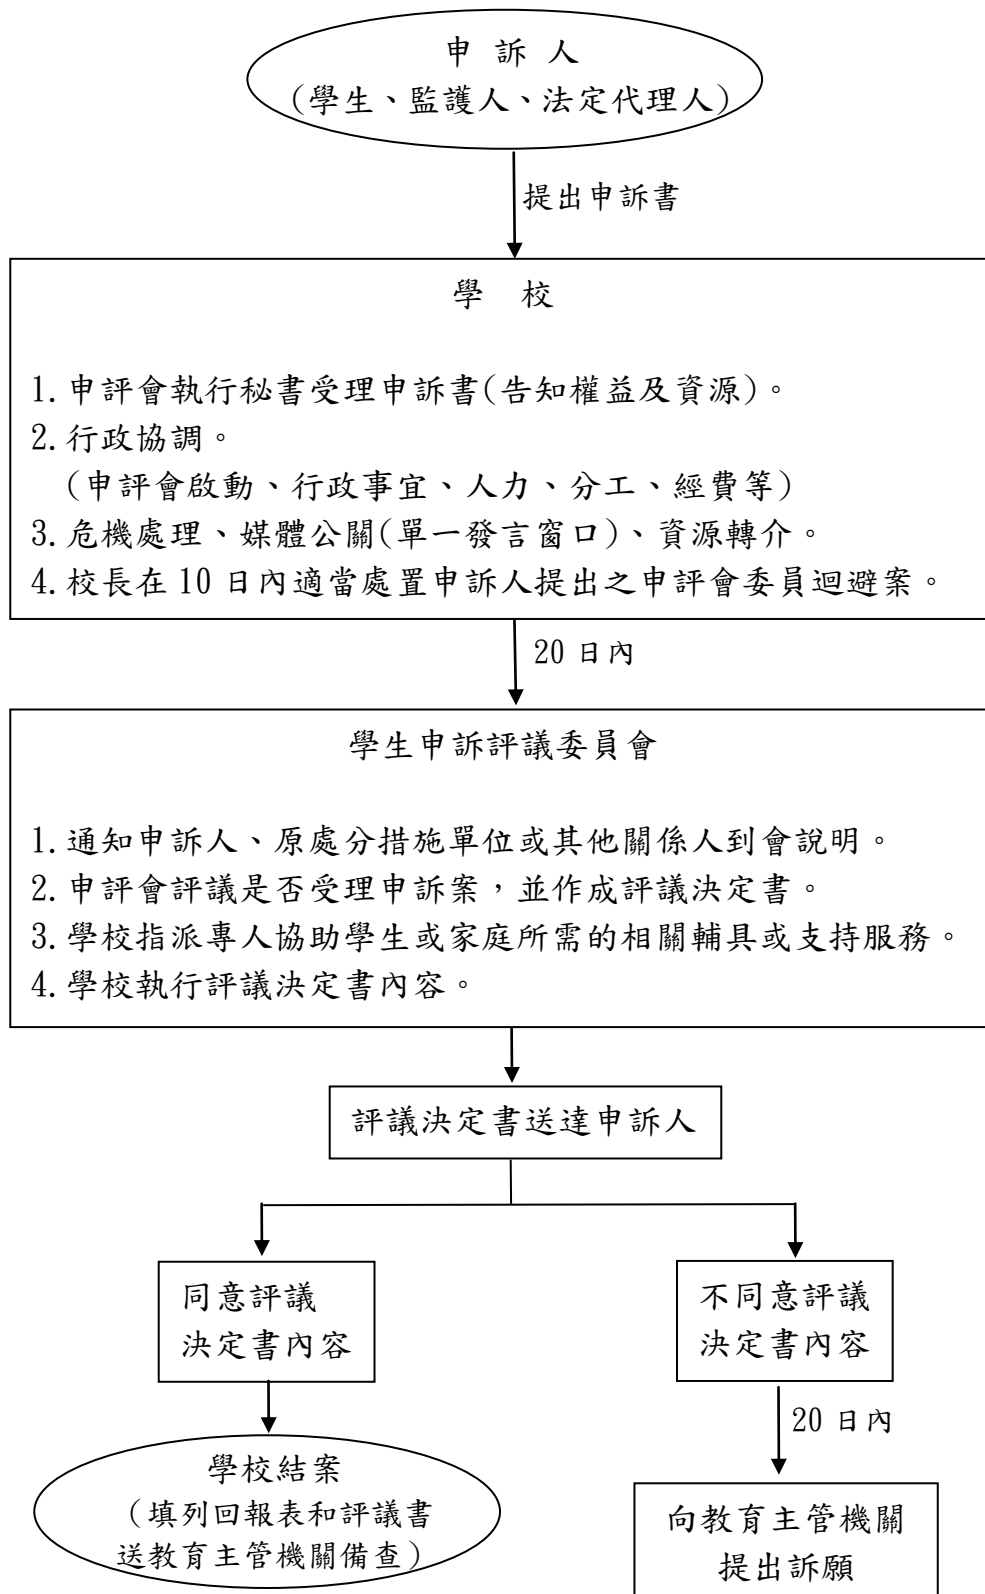 申 訴 人
(學生、監護人、法定代理人)
提出申訴書
學 校
1.申評會執行秘書受理申訴書(告知權益及資源)。
2.行政協調。
(申評會啟動、行政事宜、人力、分工、經費等)
3.危機處理、媒體公關(單一發言窗口)、資源轉介。
4.校長在 10 日內適當處置申訴人提出之申評會委員迴避案。
20 日內
學生申訴評議委員會
1.通知申訴人、原處分措施單位或其他關係人到會說明。
2.申評會評議是否受理申訴案，並作成評議決定書。
3.學校指派專人協助學生或家庭所需的相關輔具或支持服務。
4.學校執行評議決定書內容。
評議決定書送達申訴人
同意評議
決定書內容
不同意評議
決定書內容
20 日內
學校結案
（填列回報表和評議書
送教育主管機關備查）
向教育主管機關
提出訴願